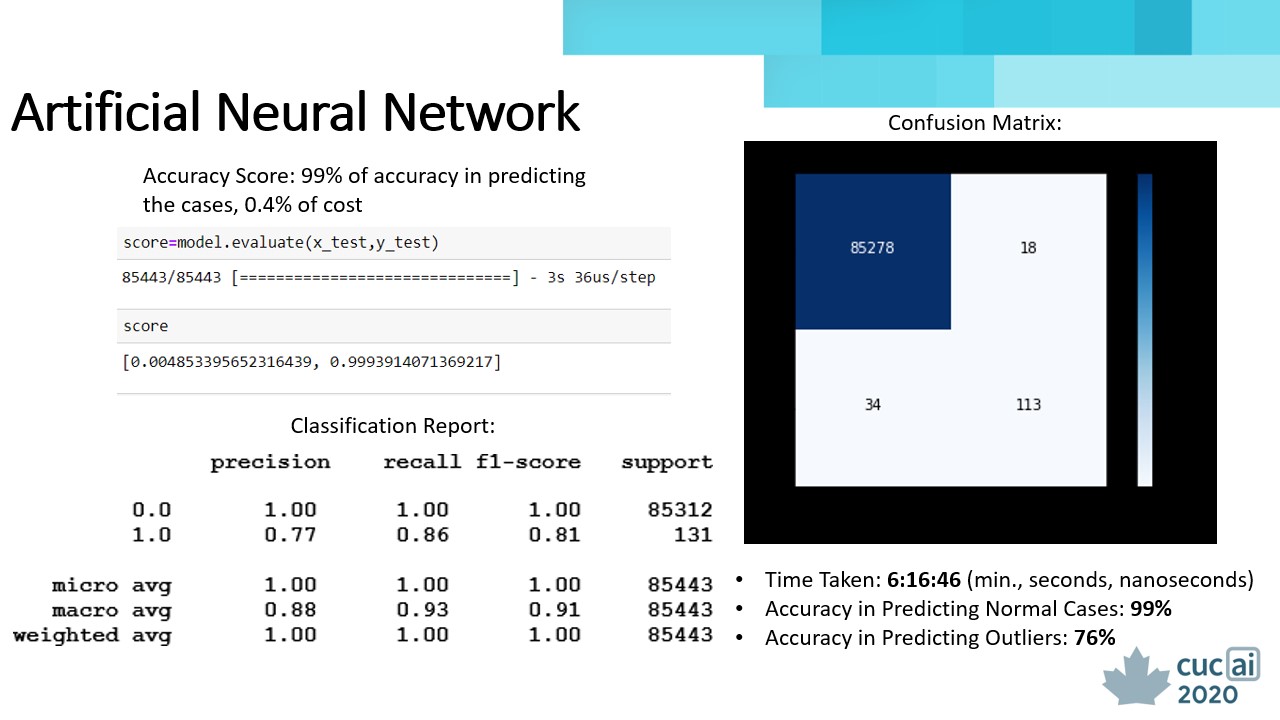 Artificial Neural Network
Accuracy Score: 99% of accuracy in predicting
the cases, 0.4% of cost
score=model.evaluate(x_test,y_test)
85443/85443 [==============================] - 3s 36us/step
score
[0.004853395652316439, 0.9993914071369217]
Classification Report:
precision recall f1-score support
0.0 1.00 1.00 1.00 85312
1.0 0.77 0.86 0.81 131
micro avg 1.00 1.00 1.00 85443
macro avg 0.88 0.93 0.91 85443
weighted avg 1.00 1.00 1.00 85443
Confusion Matrix:
85278 18
34 113
• Time Taken: 6:16:46 (min., seconds, nanoseconds)
• Accuracy in Predicting Normal Cases: 99%
• Accuracy in Predicting Outliers: 76%
cuc ai
2020